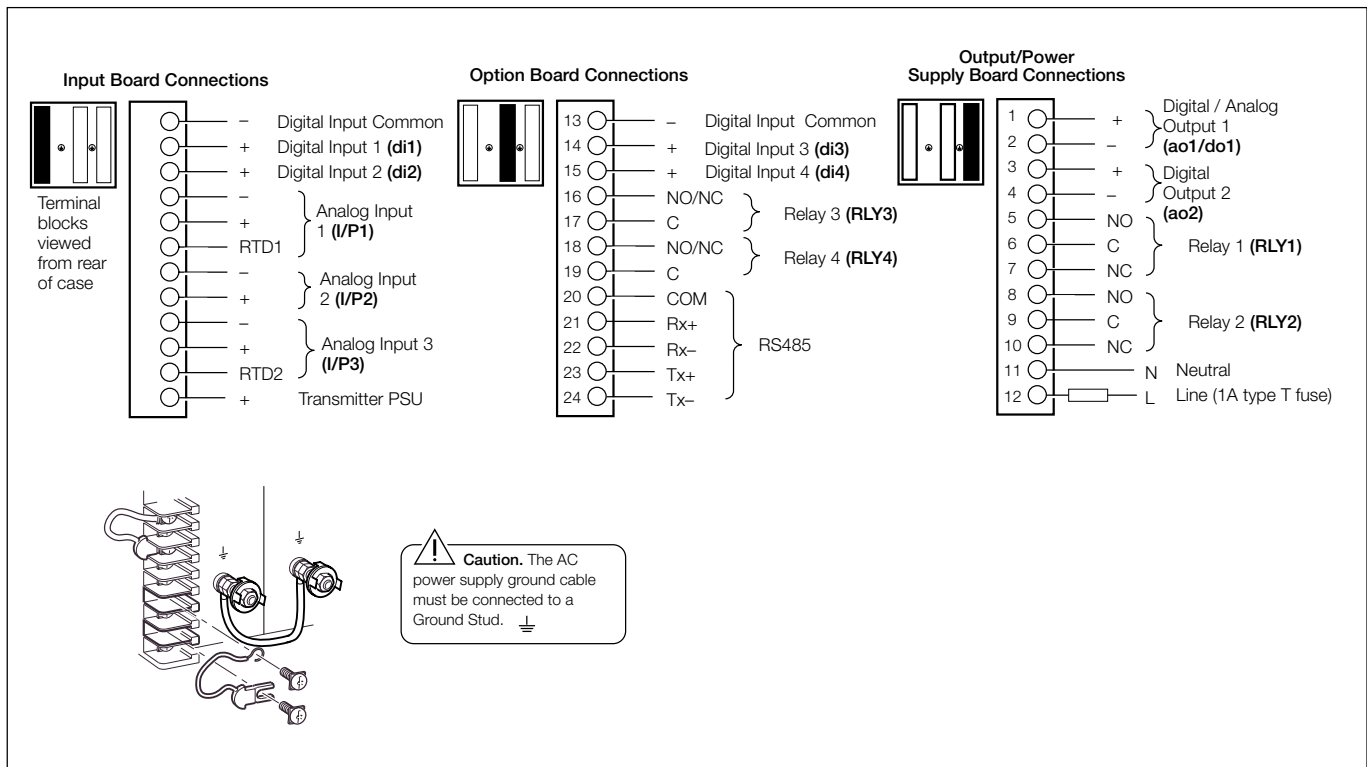 Input Board Connections
Terminal
blocks
viewed
from rear
of case
– Digital Input Common
+ Digital Input 1 (di1)
+ Digital Input 2 (di2)
–
+
RTD1
Analog Input
1 (I/P1)
–
+
Analog Input
2 (I/P2)
–
+
RTD2
Analog Input 3
(I/P3)
+ Transmitter PSU
Option Board Connections
13 – Digital Input Common
14 + Digital Input 3 (di3)
15 + Digital Input 4 (di4)
16 NO/NC
17 C
Relay 3 (RLY3)
18 NO/NC
19 C
Relay 4 (RLY4)
20 COM
21 Rx+
22 Rx–
23 Tx+
24 Tx–
RS485
Output/Power
Supply Board Connections
1 +
2 –
Digital / Analog
Output 1
(ao1/do1)
3 +
4 –
Digital
Output 2
(ao2)
5 NO
6 C
7 NC
Relay 1 (RLY1)
8 NO
9 C
10 NC
Relay 2 (RLY2)
11 N Neutral
12 L Line (1A type T fuse)
! Caution. The AC
power supply ground cable
must be connected to a
Ground Stud.